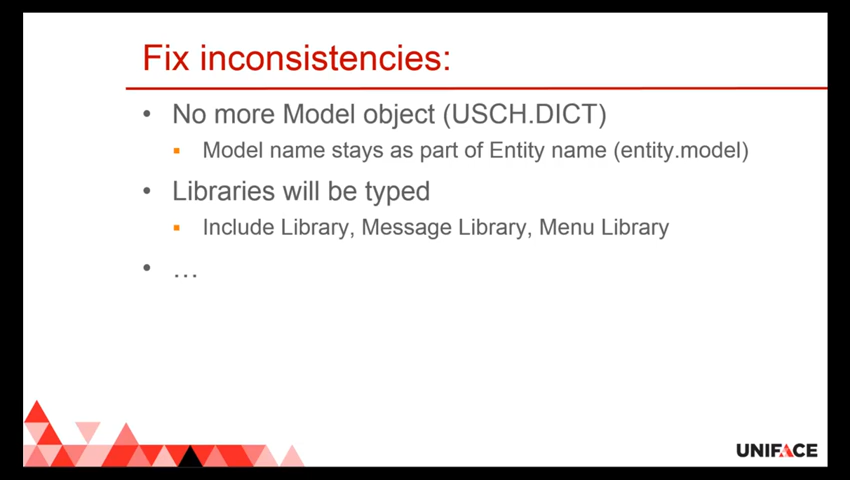 Fix inconsistencies:
• No more Model object (USCH.DICT)
▪ Model name stays as part of Entity name (entity.model)
• Libraries will be typed
▪ Include Library, Message Library, Menu Library
• …
UNIFACE